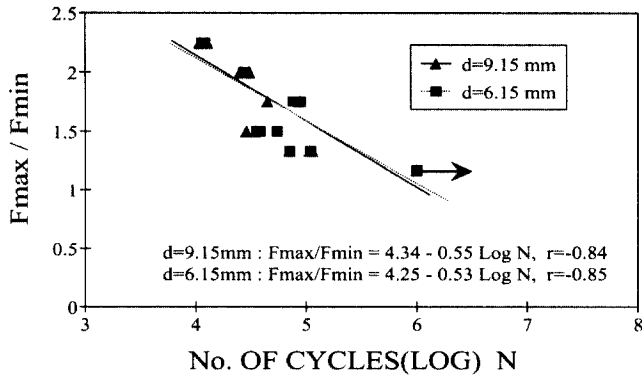 2.5
2
1.5
1
0.5
0
Fmax / Fmin
d=9.15 mm
d=6.15 mm
d=9.15mm : Fmax/Fmin = 4.34 - 0.55 Log N, r=-0.84
d=6.15mm : Fmax/Fmin = 4.25 - 0.53 Log N, r=-0.85
3 4 5 6 7 8
No. OF CYCLES(LOG) N